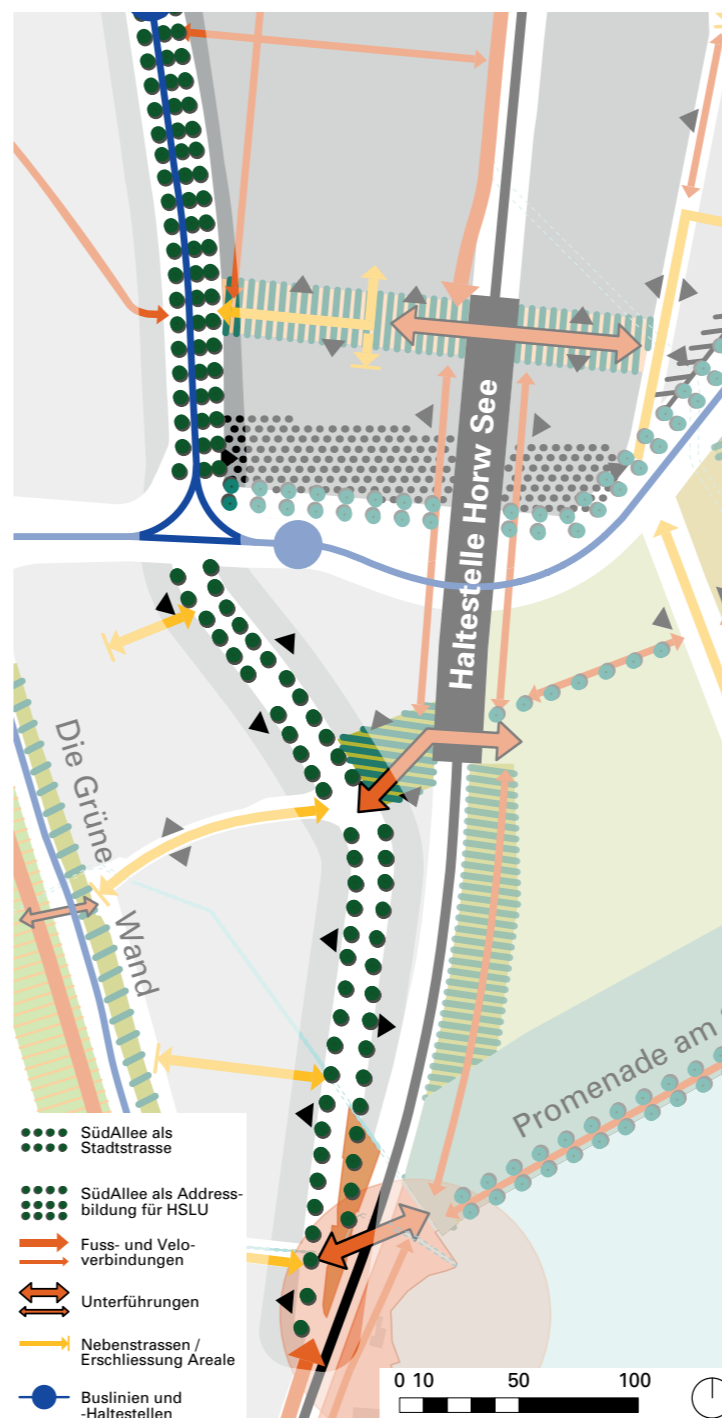 Haltestelle Horw See
Die Grüne
Wand
Promenade am
SüdAllee als
Stadtstrasse
SüdAllee als Address-
bildung für HSLU
Fuss- und Velo-
verbindungen
Unterführungen
Nebenstrassen /
Erschliessung Areale
Buslinien und
-Haltestellen
0 10 50 100